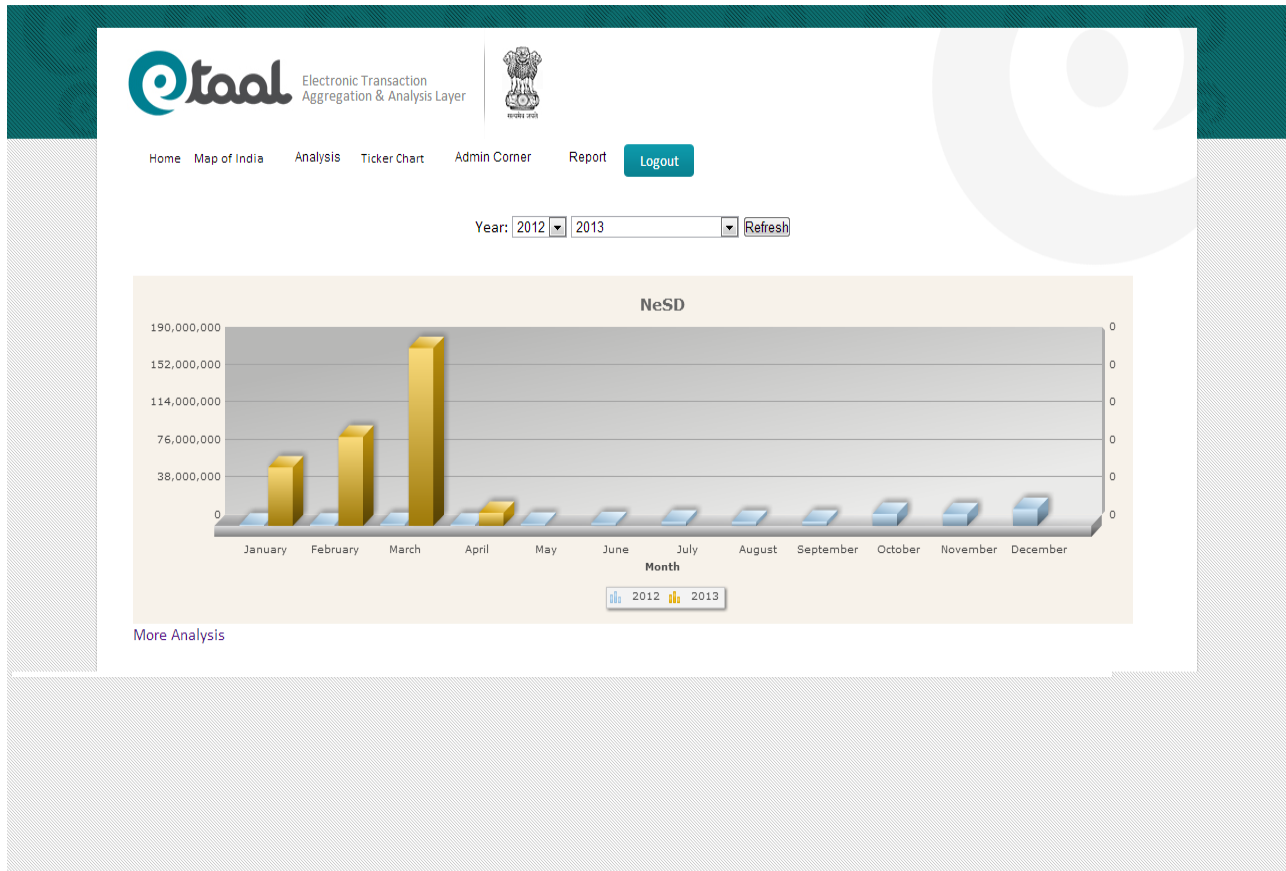 etaal
Electronic Transaction
Aggregation & Analysis Layer
सत्यमेव जयते
Home Map of India Analysis Ticker Chart Admin Corner Report Logout
Year: 2012 2013 Refresh
NeSD
190,000,000 0
152,000,000 0
114,000,000 0
76,000,000 0
38,000,000 0
0 0
January February March April May June July August September October November December
Month
2012 2013
More Analysis